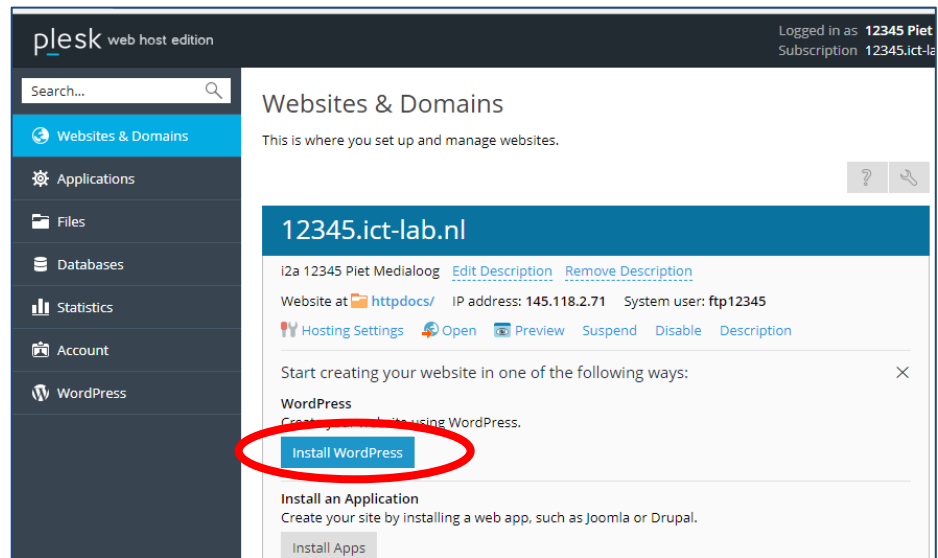 plesk web host edition
Logged in as 12345 Piet
Subscription 12345.ict-la
Search...
Websites & Domains
Applications
Files
Databases
Statistics
Account
WordPress
Websites & Domains
This is where you set up and manage websites.
?
12345.ict-lab.nl
i2a 12345 Piet Medialoog Edit Description Remove Description
Website at httpdocs/ IP address: 145.118.2.71 System user: ftp12345
Hosting Settings Open Preview Suspend Disable Description
Start creating your website in one of the following ways:
WordPress
Create your website using WordPress.
Install WordPress
Install an Application
Create your site by installing a web app, such as Joomla or Drupal.
Install Apps